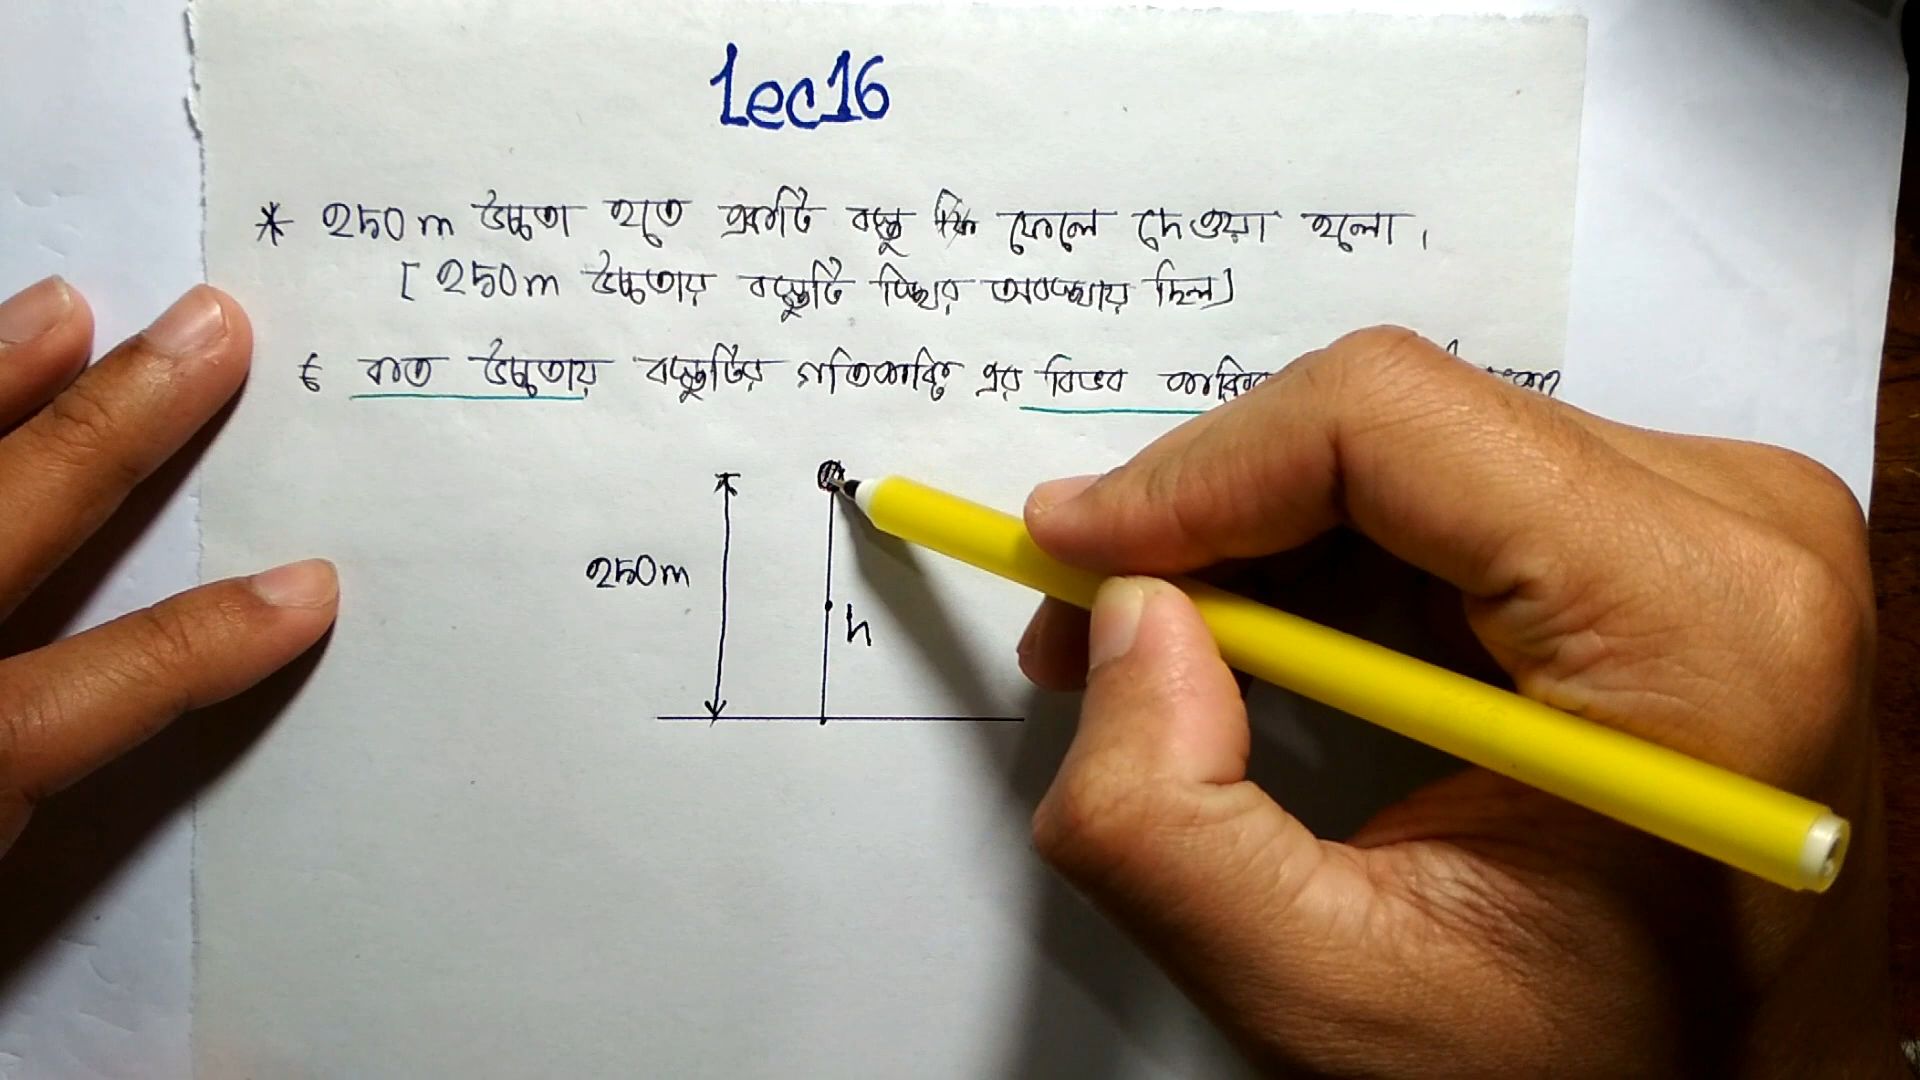 Lec16
* 250m উচ্চতা হতে একটি বস্তু ফেলে দেওয়া হলো।
[250m উচ্চতায় বস্তুটি স্থির অবস্থায় ছিল]
€ কত উচ্চতায় বস্তুটির গতিশক্তি এর বিভব
250m
h